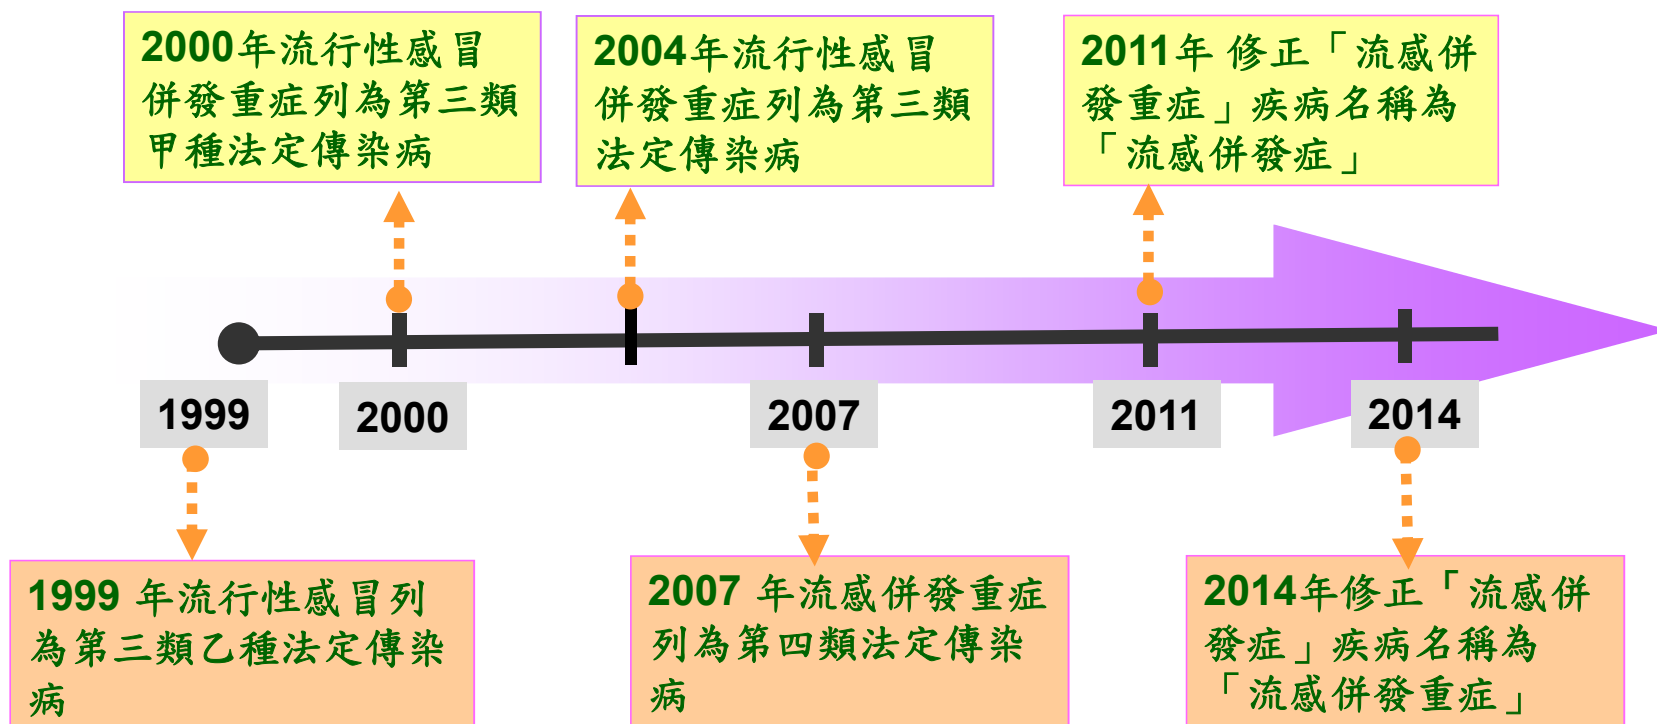 2000年流行性感冒
併發重症列為第三類
甲種法定傳染病
2004年流行性感冒
併發重症列為第三類
法定傳染病
2011年 修正「流感併
發重症」疾病名稱為
「流感併發症」
1999
2000
2007
2011
2014
1999 年流行性感冒列
為第三類乙種法定傳染
病
2007 年流感併發重症
列為第四類法定傳染
病
2014年修正「流感併
發症」疾病名稱為
「流感併發重症」